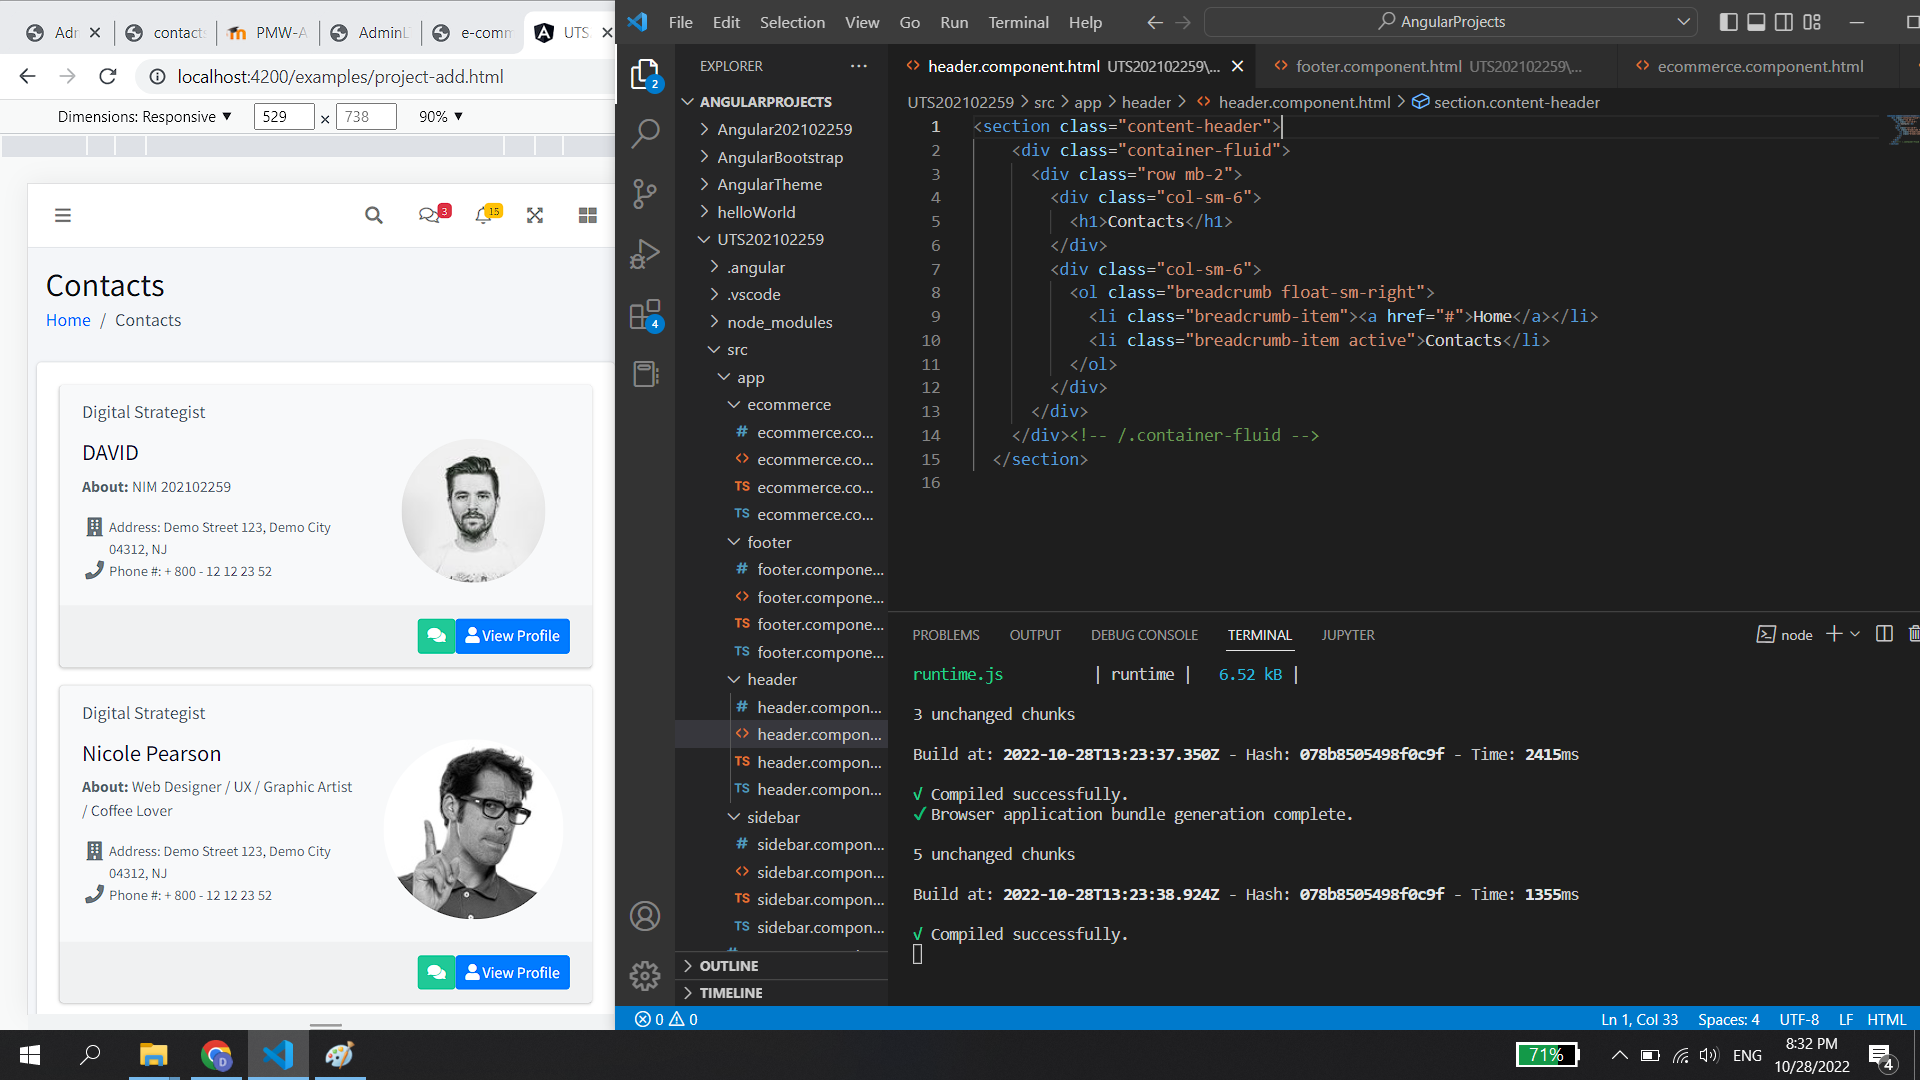 Adm
contact
PMW-A
AdminL
e-comm
UTS
localhost:4200/examples/project-add.html
Dimensions: Responsive ▼ 529 × 738 90% ▼
3
15
Contacts
Home / Contacts
Digital Strategist
DAVID
About: NIM 202102259
Address: Demo Street 123, Demo City
04312, NJ
Phone #: + 800 - 12 12 23 52
View Profile
Digital Strategist
Nicole Pearson
About: Web Designer / UX / Graphic Artist
/ Coffee Lover
Address: Demo Street 123, Demo City
04312, NJ
Phone #: + 800 - 12 12 23 52
View Profile
File Edit Selection View Go Run Terminal Help
AngularProjects
2
4
EXPLORER
ANGULARPROJECTS
Angular202102259
AngularBootstrap
AngularTheme
helloWorld
UTS202102259
.angular
.vscode
node_modules
src
app
ecommerce
# ecommerce.co...
<> ecommerce.co...
TS ecommerce.co...
TS ecommerce.co...
footer
# footer.compone...
<> footer.compone...
TS footer.compone...
TS footer.compone...
header
# header.compon...
<> header.compon...
TS header.compon...
TS header.compon...
sidebar
# sidebar.compon...
<> sidebar.compon...
TS sidebar.compon...
TS sidebar.compon...
OUTLINE
TIMELINE
<> header.component.html UTS202102259\...
<> footer.component.html UTS202102259\...
<> ecommerce.component.html
UTS202102259 > src > app > header > <> header.component.html > section.content-header
1 <section class="content-header">
2 <div class="container-fluid">
3 <div class="row mb-2">
4 <div class="col-sm-6">
5 <h1>Contacts</h1>
6 </div>
7 <div class="col-sm-6">
8 <ol class="breadcrumb float-sm-right">
9 <li class="breadcrumb-item"><a href="#">Home</a></li>
10 <li class="breadcrumb-item active">Contacts</li>
11 </ol>
12 </div>
13 </div>
14 </div><!-- /.container-fluid -->
15 </section>
16
PROBLEMS OUTPUT DEBUG CONSOLE TERMINAL JUPYTER
node
runtime.js | runtime | 6.52 kB |
3 unchanged chunks
Build at: 2022-10-28T13:23:37.350Z - Hash: 078b8505498f0c9f - Time: 2415ms
√ Compiled successfully.
✔ Browser application bundle generation complete.
5 unchanged chunks
Build at: 2022-10-28T13:23:38.924Z - Hash: 078b8505498f0c9f - Time: 1355ms
√ Compiled successfully.
0 0
Ln 1, Col 33 Spaces: 4 UTF-8 LF HTML
D
71%
ENG
8:32 PM
10/28/2022
4